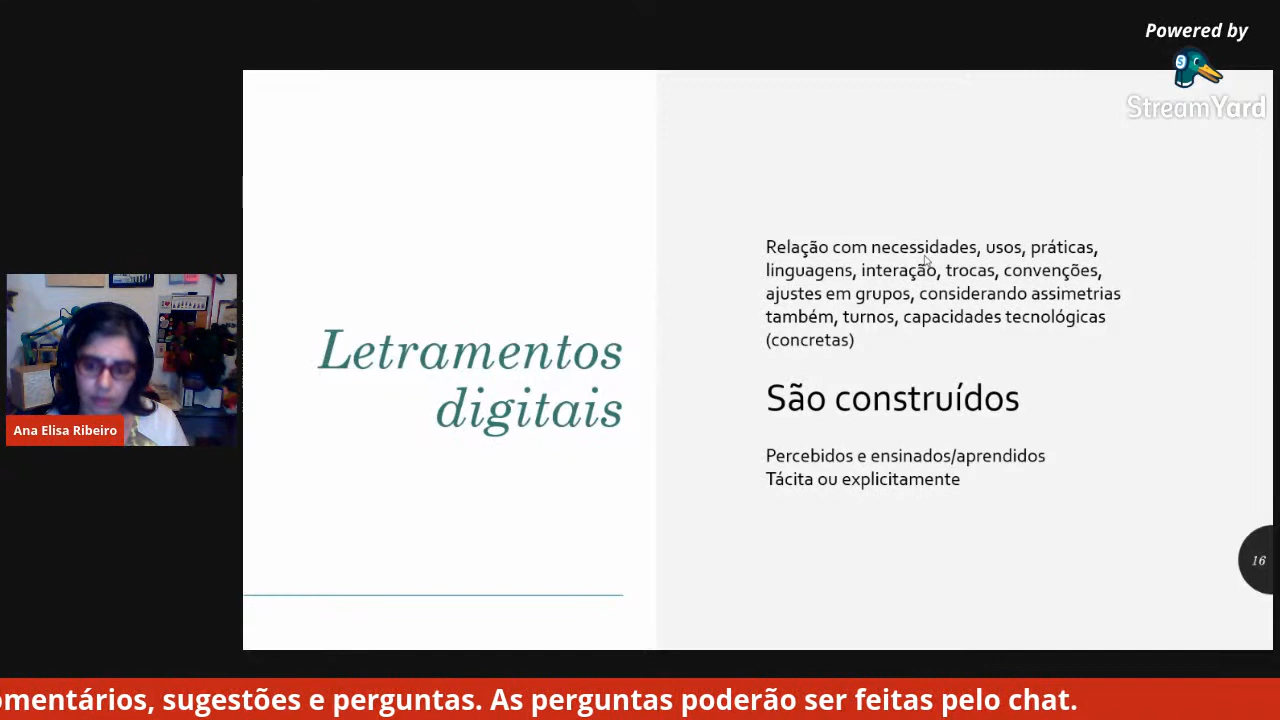 Powered by
StreamYard
Letramentos
digitais
Relação com necessidades, usos, práticas,
linguagens, interação, trocas, convenções,
ajustes em grupos, considerando assimetrias
também, turnos, capacidades tecnológicas
(concretas)
São construídos
Percebidos e ensinados/aprendidos
Tácita ou explicitamente
16
Ana Elisa Ribeiro
omentários, sugestões e perguntas. As perguntas poderão ser feitas pelo chat.